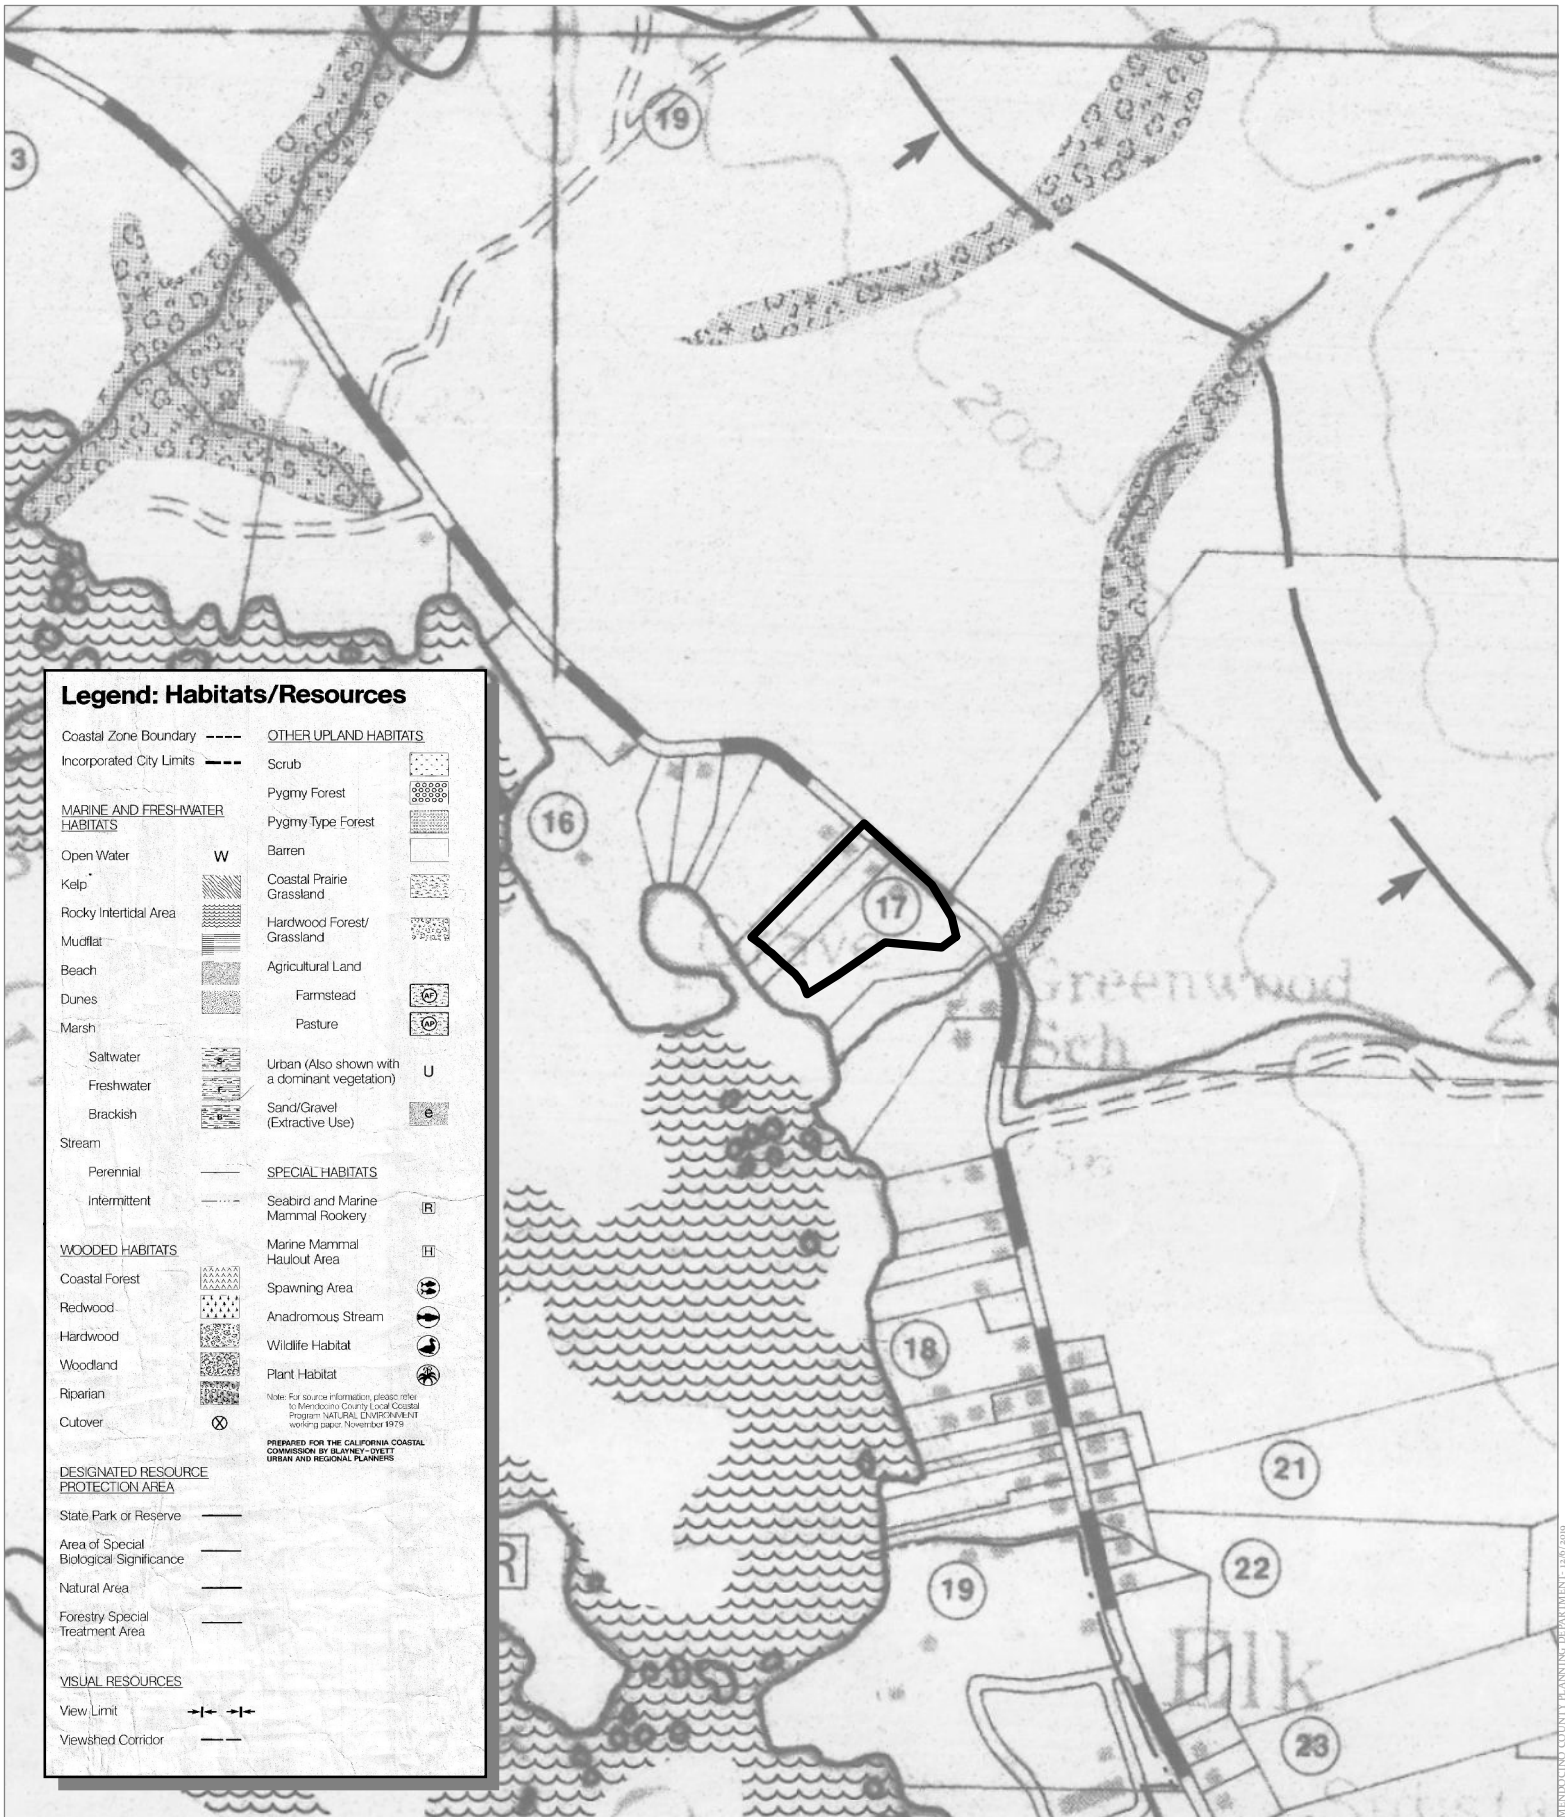 19
3
200
16
17
Greenwood
Sch
18
21
22
19
R
Elk
23
MENDOCINO COUNTY PLANNING DEPARTMENT- 12/6/2019
Legend: Habitats/Resources
Coastal Zone Boundary
Incorporated City Limits
MARINE AND FRESHWATER
HABITATS
Open Water W
Kelp
Rocky Intertidal Area
Mudflat
Beach
Dunes
Marsh
Saltwater S
Freshwater F
Brackish B
Stream
Perennial
Intermittent
WOODED HABITATS
Coastal Forest
Redwood
Hardwood
Woodland
Riparian
Cutover X
DESIGNATED RESOURCE
PROTECTION AREA
State Park or Reserve
Area of Special
Biological Significance
Natural Area
Forestry Special
Treatment Area
VISUAL RESOURCES
View Limit
Viewshed Corridor
OTHER UPLAND HABITATS
Scrub
Pygmy Forest
Pygmy Type Forest
Barren
Coastal Prairie
Grassland
Hardwood Forest/
Grassland
Agricultural Land
Farmstead AF
Pasture AP
Urban (Also shown with
a dominant vegetation) U
Sand/Gravel
(Extractive Use) e
SPECIAL HABITATS
Seabird and Marine
Mammal Rookery R
Marine Mammal
Haulout Area H
Spawning Area
Anadromous Stream
Wildlife Habitat
Plant Habitat
Note: For source information, please refer
to Mendocino County Local Coastal
Program NATURAL ENVIRONMENT
working paper, November 1979
PREPARED FOR THE CALIFORNIA COASTAL
COMMISSION BY BLAYNEY-DYETT
URBAN AND REGIONAL PLANNERS